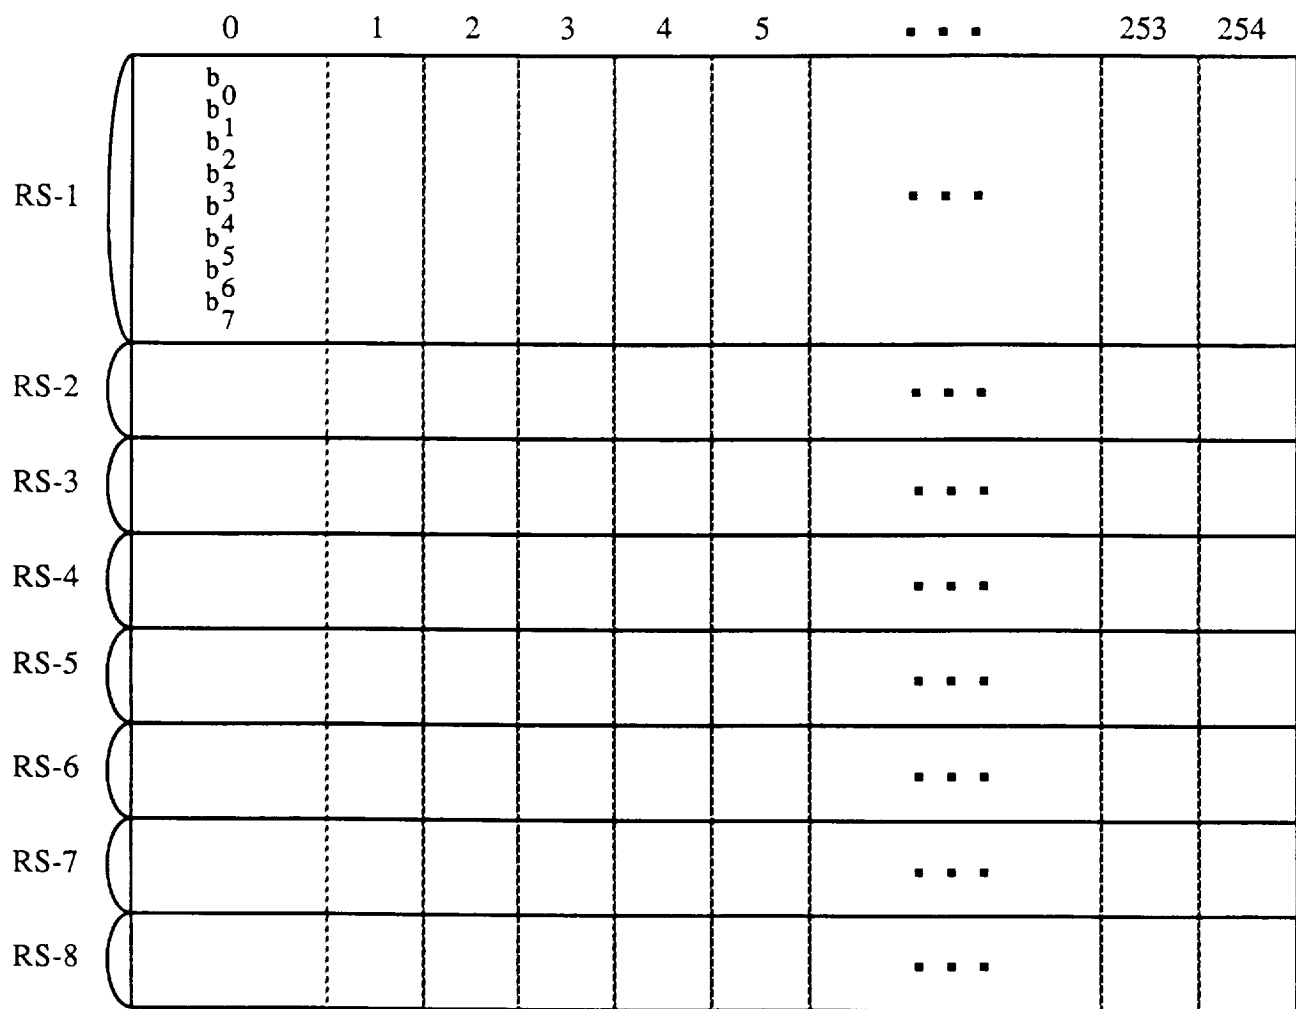 0 1 2 3 4 5 ... 253 254
b0
b1
b2
b3
b4
b5
b6
b7
RS-1 ...
RS-2 ...
RS-3 ...
RS-4 ...
RS-5 ...
RS-6 ...
RS-7 ...
RS-8 ...